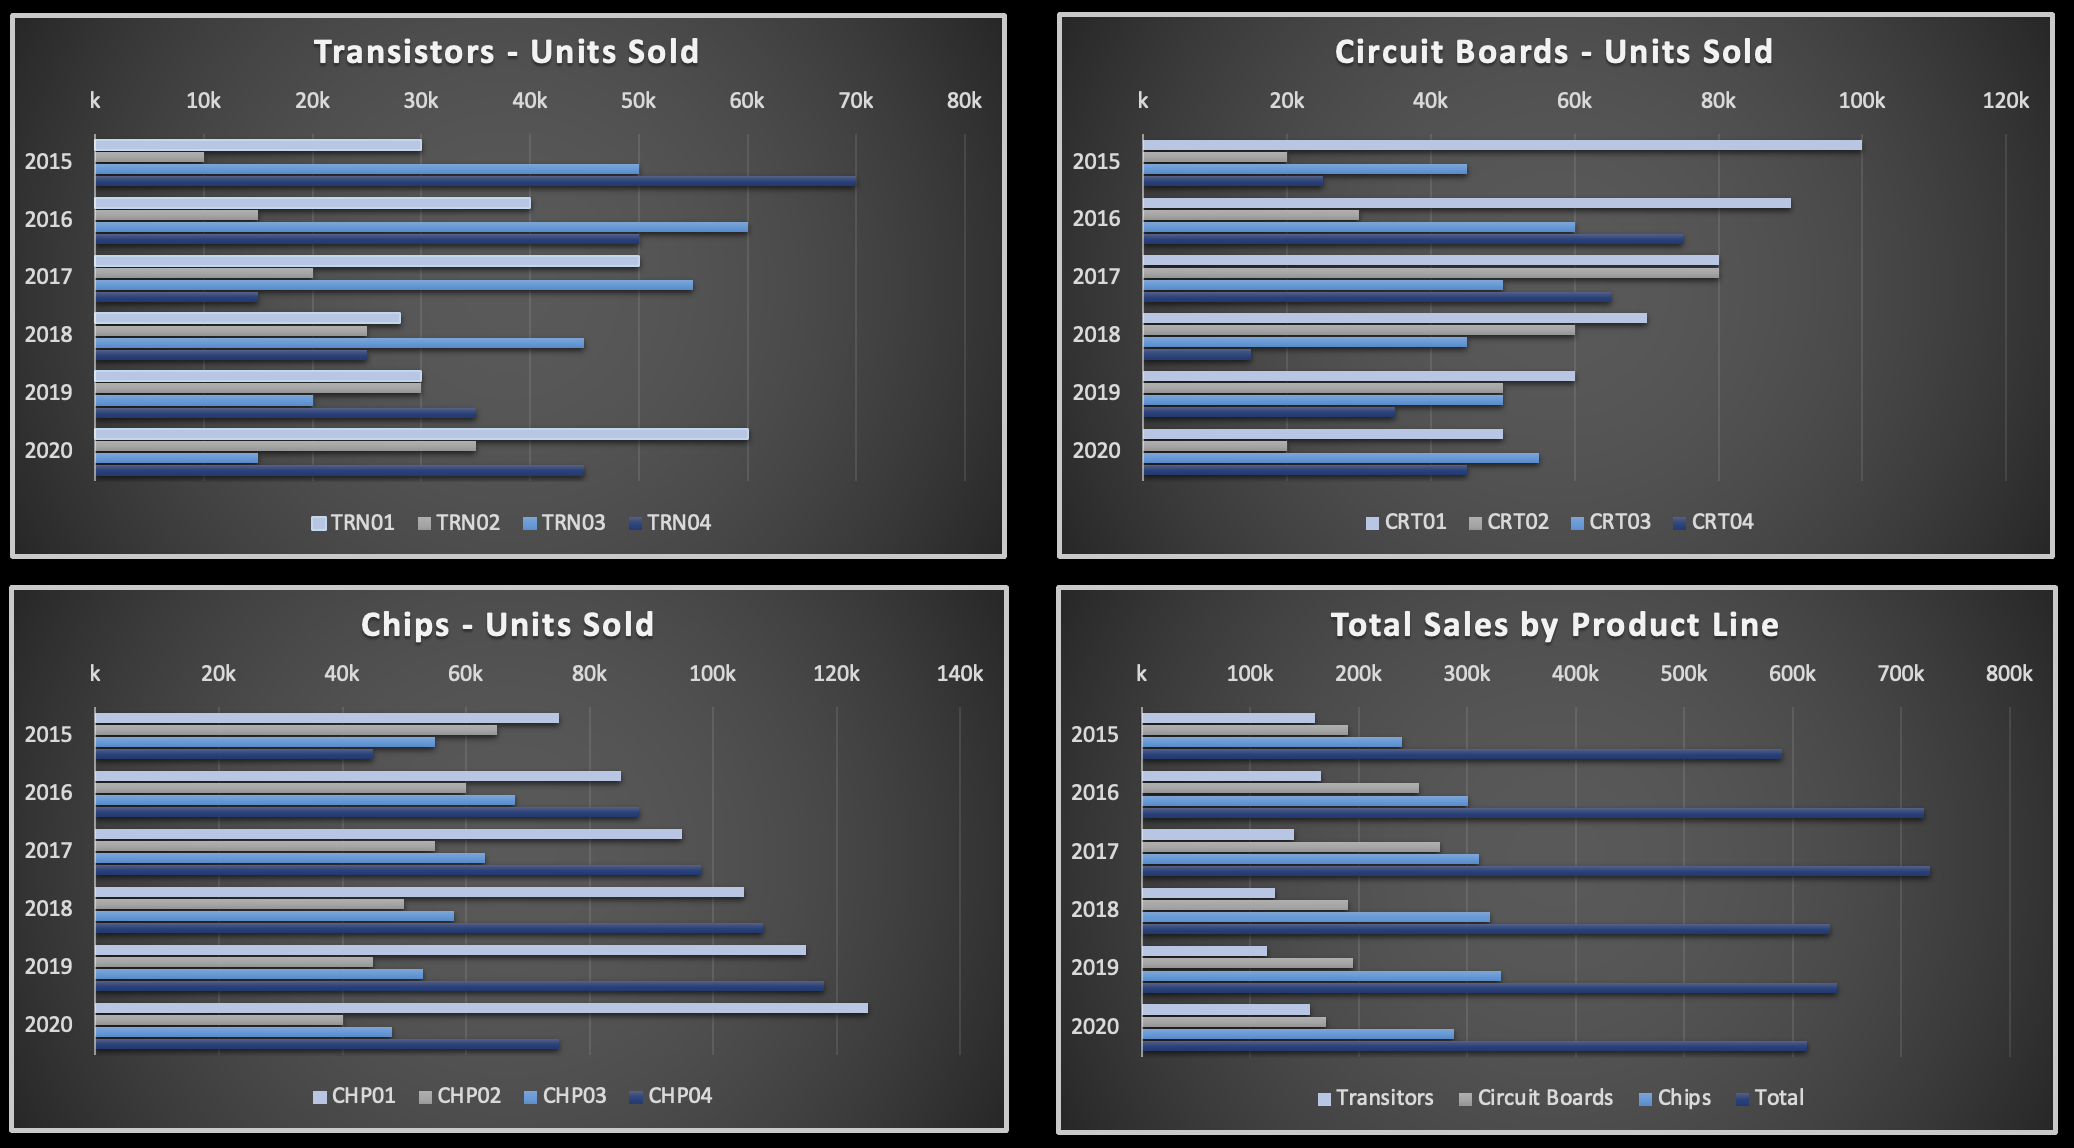 Transistors - Units Sold
k 10k 20k 30k 40k 50k 60k 70k 80k
2015
2016
2017
2018
2019
2020
TRN01 TRN02 TRN03 TRN04
Circuit Boards - Units Sold
k 20k 40k 60k 80k 100k 120k
2015
2016
2017
2018
2019
2020
CRT01 CRT02 CRT03 CRT04
Chips - Units Sold
k 20k 40k 60k 80k 100k 120k 140k
2015
2016
2017
2018
2019
2020
CHP01 CHP02 CHP03 CHP04
Total Sales by Product Line
k 100k 200k 300k 400k 500k 600k 700k 800k
2015
2016
2017
2018
2019
2020
Transitors Circuit Boards Chips Total